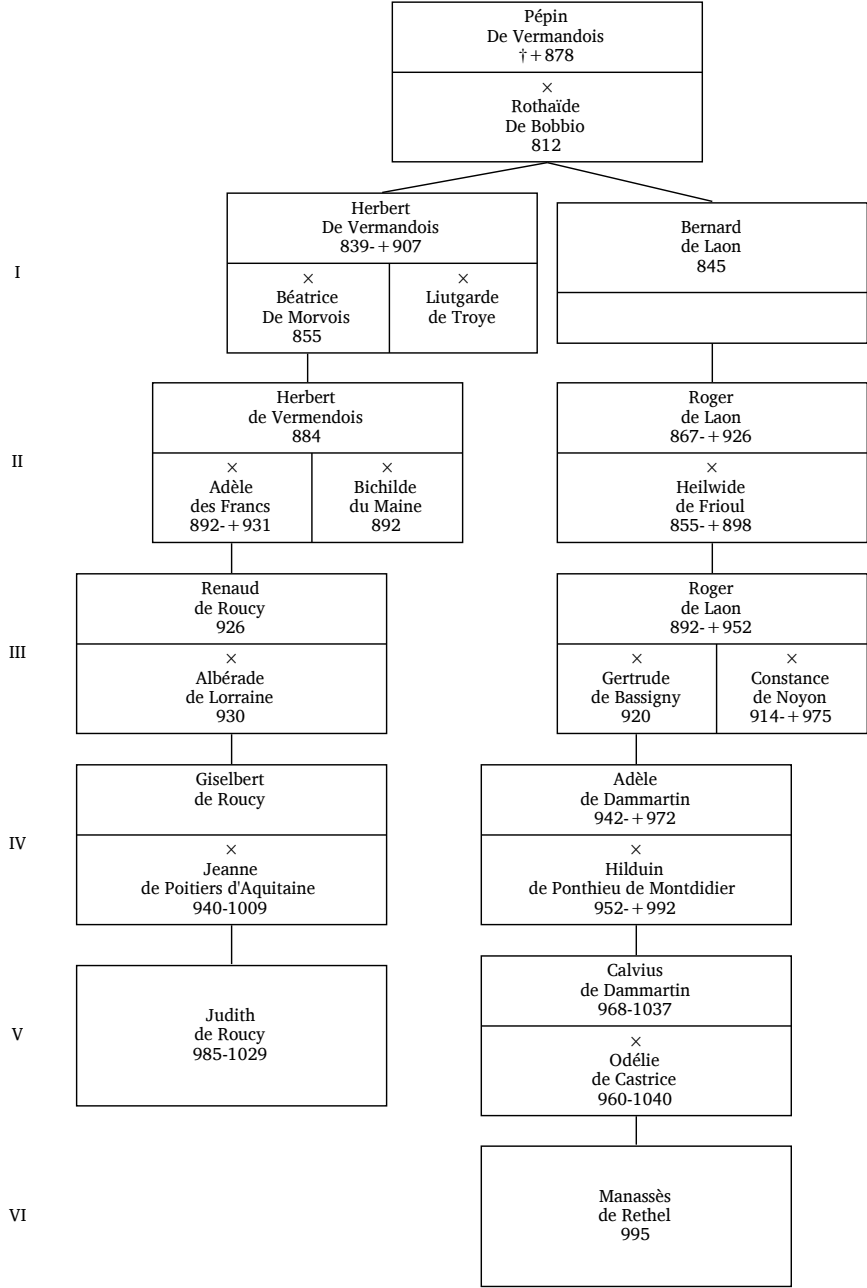 Pépin
De Vermandois
†+878
×
Rothaïde
De Bobbio
812
I
Herbert
De Vermandois
839-+907
×
Béatrice
De Morvois
855
×
Liutgarde
de Troye
Bernard
de Laon
845
II
Herbert
de Vermendois
884
×
Adèle
des Francs
892-+931
×
Bichilde
du Maine
892
Roger
de Laon
867-+926
×
Heilwide
de Frioul
855-+898
III
Renaud
de Roucy
926
×
Albérade
de Lorraine
930
Roger
de Laon
892-+952
×
Gertrude
de Bassigny
920
×
Constance
de Noyon
914-+975
IV
Giselbert
de Roucy
×
Jeanne
de Poitiers d'Aquitaine
940-1009
Adèle
de Dammartin
942-+972
×
Hilduin
de Ponthieu de Montdidier
952-+992
V
Judith
de Roucy
985-1029
Calvius
de Dammartin
968-1037
×
Odélie
de Castrice
960-1040
VI
Manassès
de Rethel
995